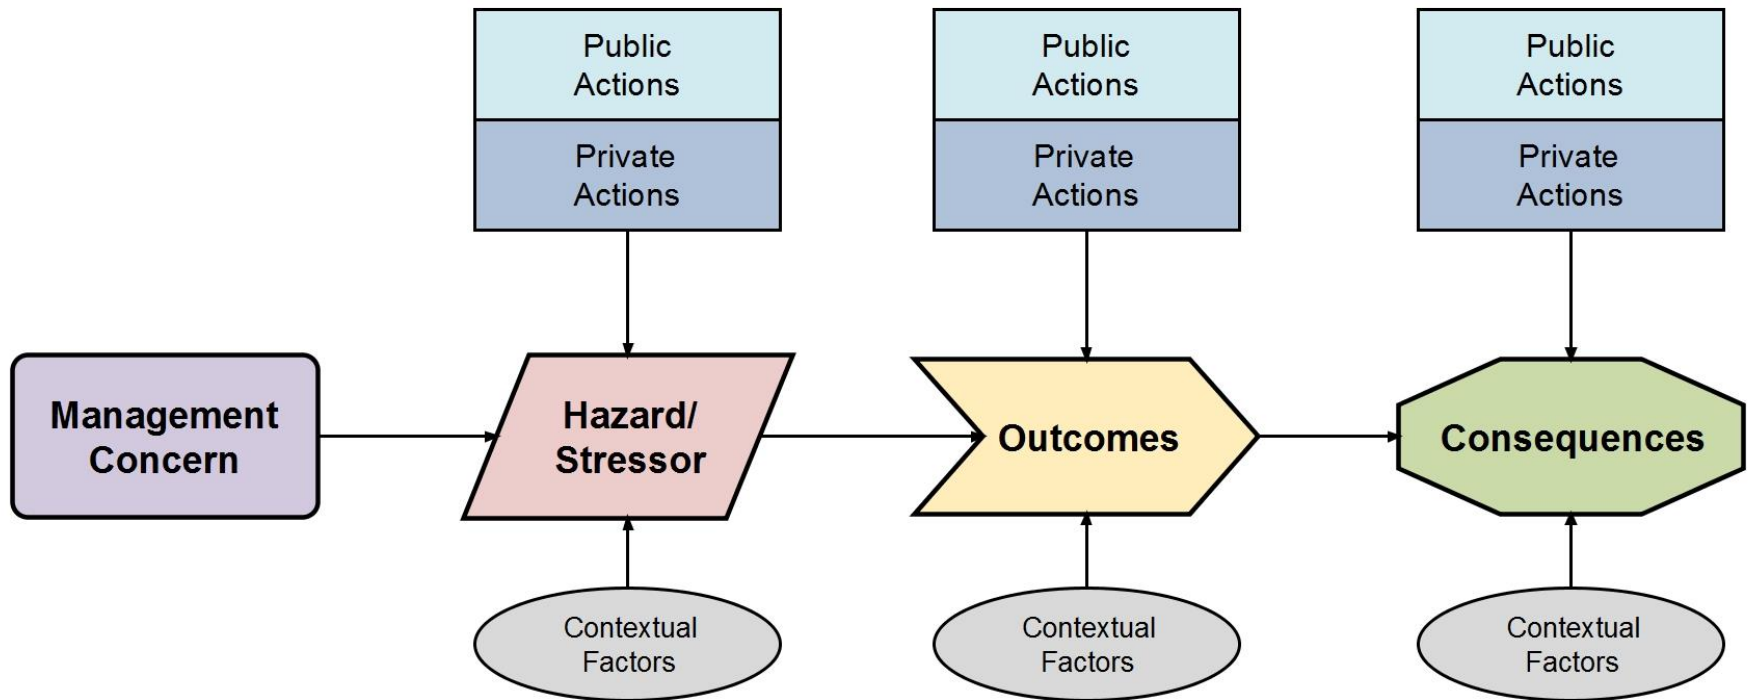 Public
Actions
Private
Actions
Public
Actions
Private
Actions
Public
Actions
Private
Actions
Management
Concern
Hazard/
Stressor
Outcomes
Consequences
Contextual
Factors
Contextual
Factors
Contextual
Factors